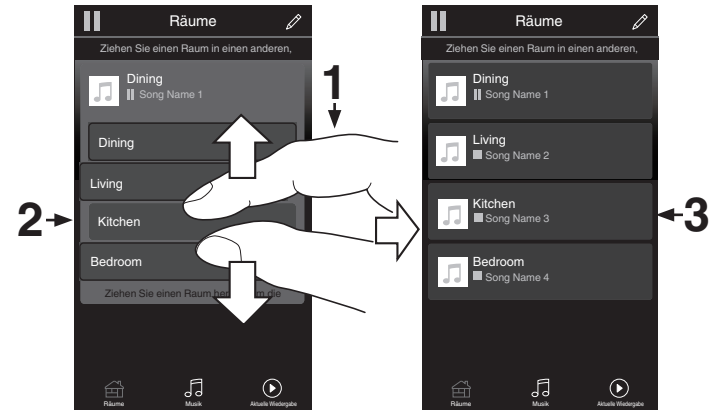 Räume
Ziehen Sie einen Raum in einen anderen,
Dining
Song Name 1
Dining
Living
Kitchen
Bedroom
Ziehen Sie einen Raum her
m die
Räume
Musik
Aktuelle Wiedergabe
1
2
Räume
Ziehen Sie einen Raum in einen anderen,
Dining
Song Name 1
Living
Song Name 2
Kitchen
Song Name 3
Bedroom
Song Name 4
Räume
Musik
Aktuelle Wiedergabe
3